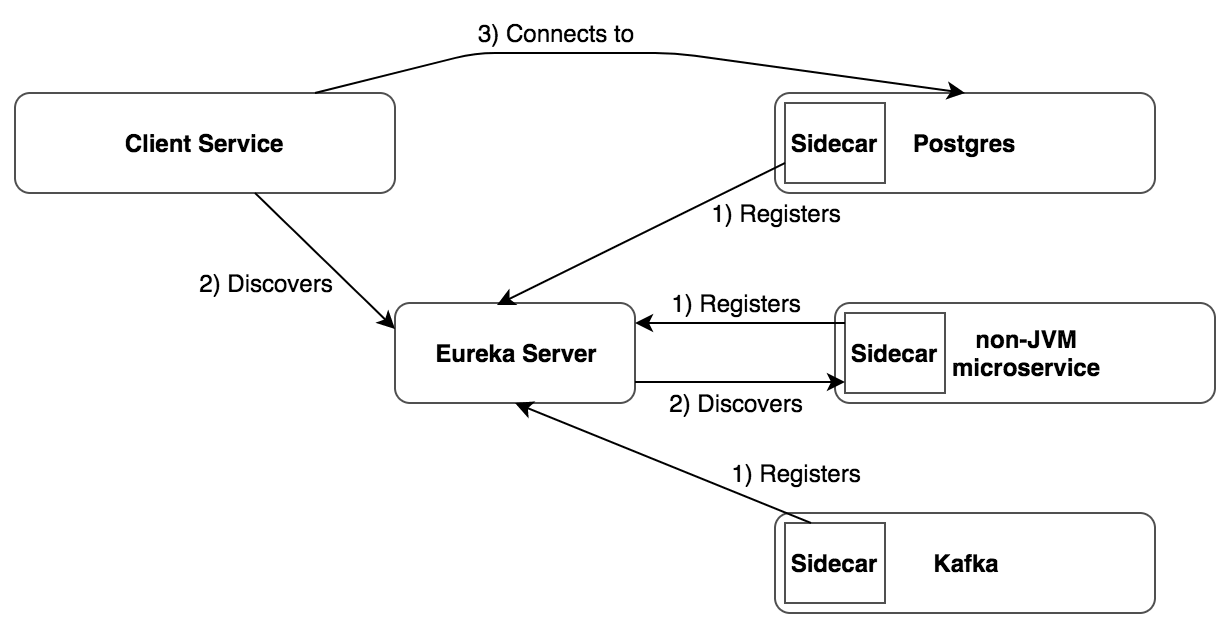 3) Connects to
Client Service
Sidecar
Postgres
1) Registers
2) Discovers
1) Registers
Eureka Server
Sidecar
non-JVM
microservice
2) Discovers
1) Registers
Sidecar
Kafka